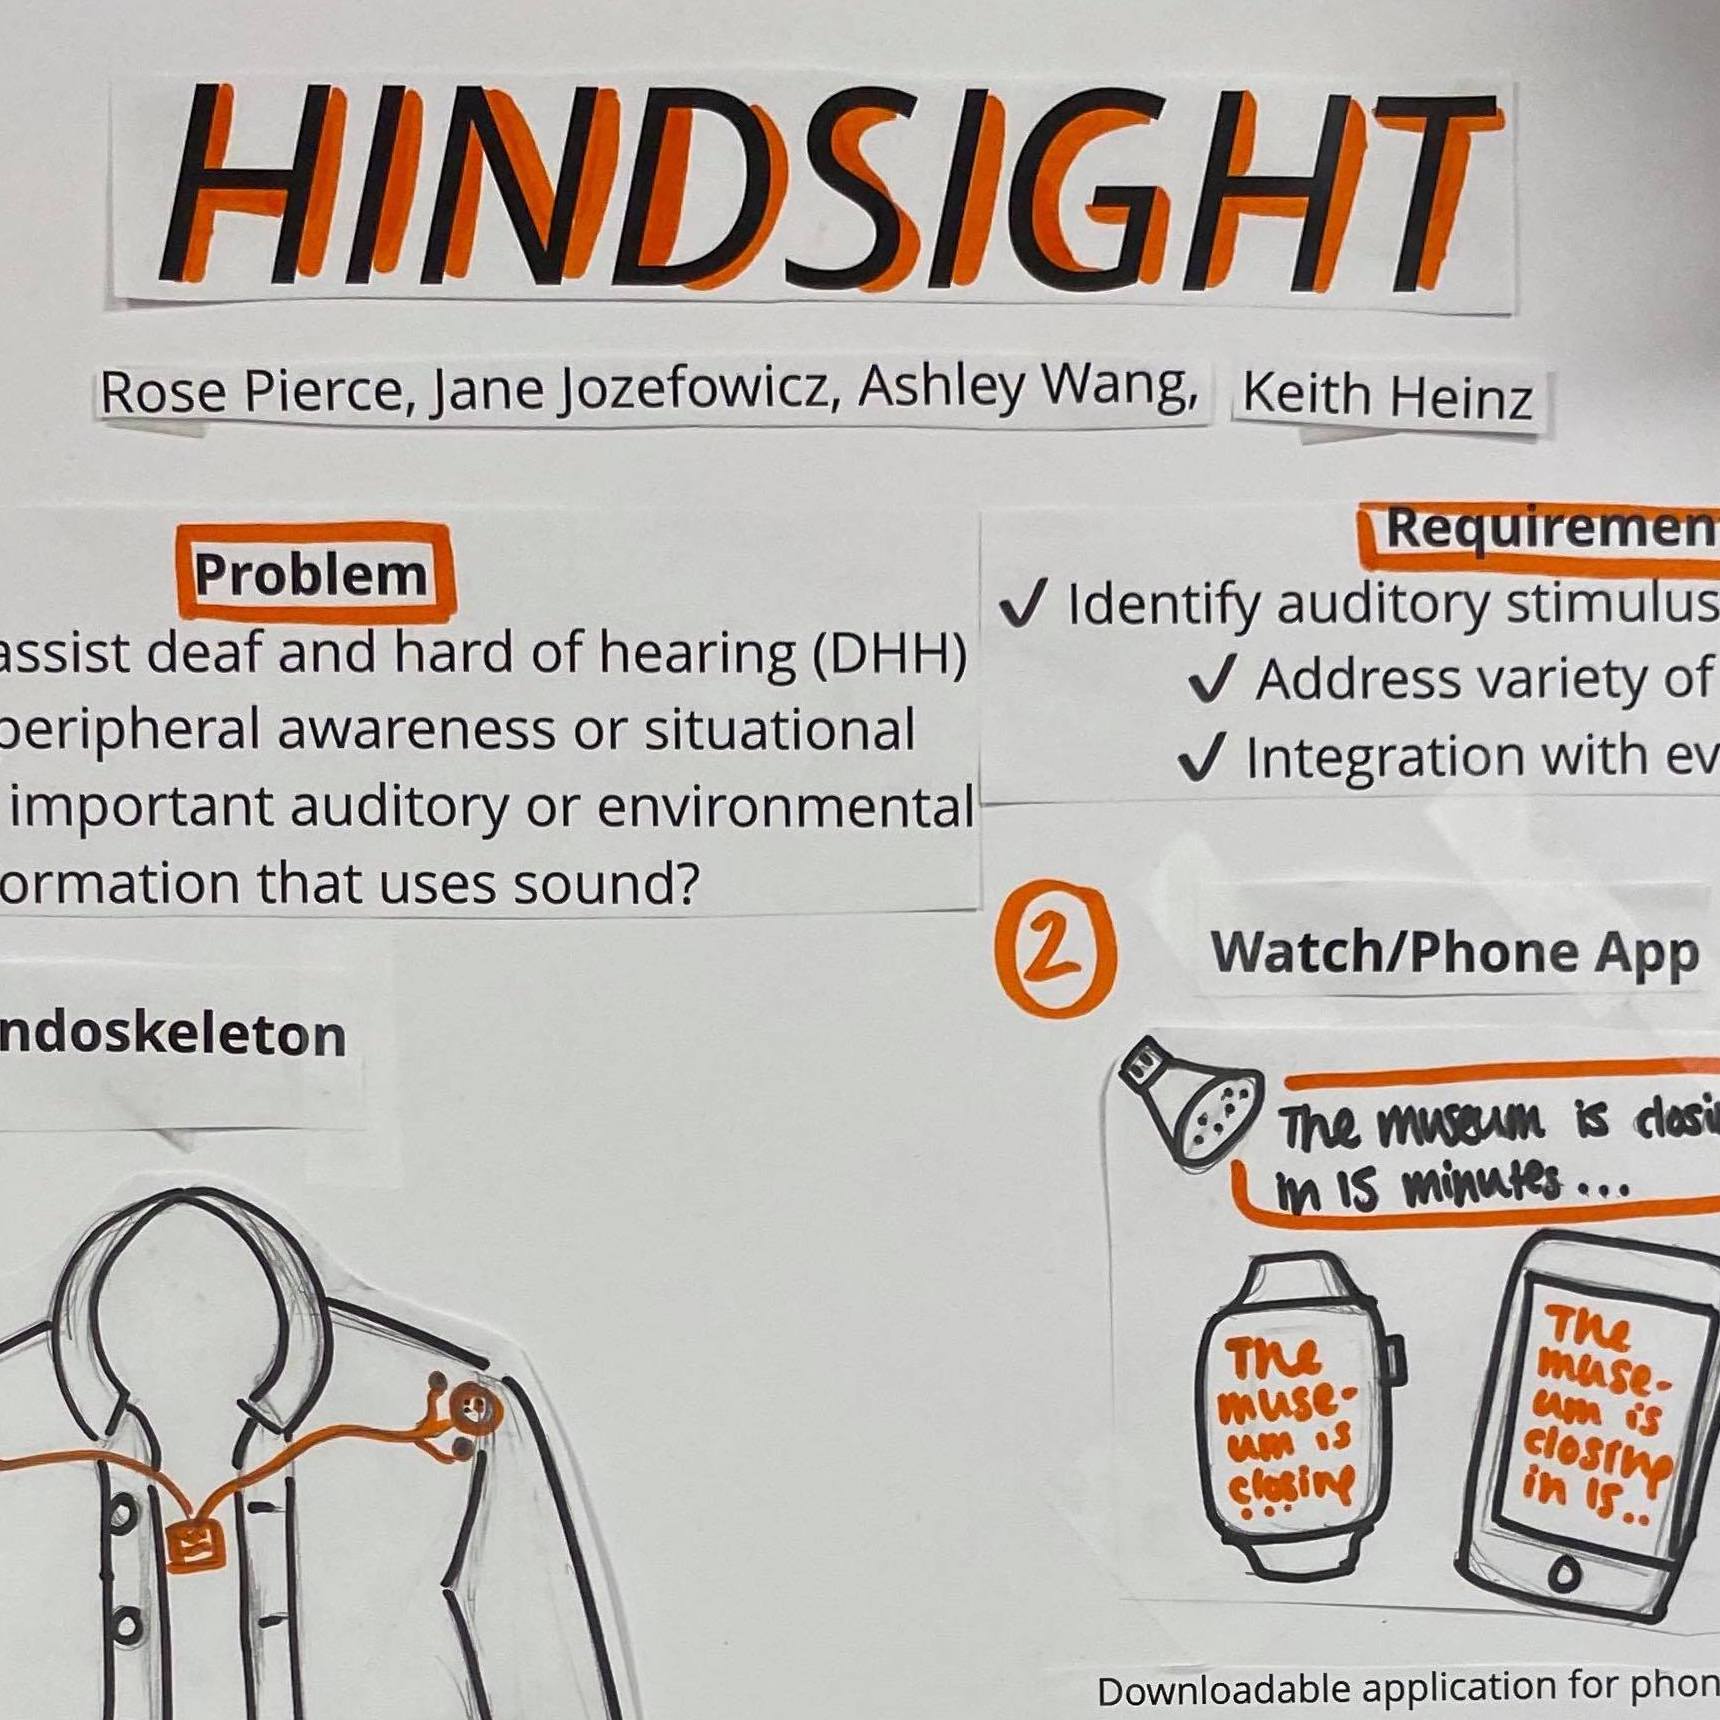 HINDSIGHT
Rose Pierce, Jane Jozefowicz, Ashley Wang, Keith Heinz
Problem
assist deaf and hard of hearing (DHH)
peripheral awareness or situational
important auditory or environmental
ormation that uses sound?
Requiremen
✓ Identify auditory stimulus
✓ Address variety of
✓ Integration with ev
ndoskeleton
2
Watch/Phone App
The museum is closi
in 15 minutes...
The
muse-
um is
closing
...
The
muse-
um is
closing
in 15..
Downloadable application for phon